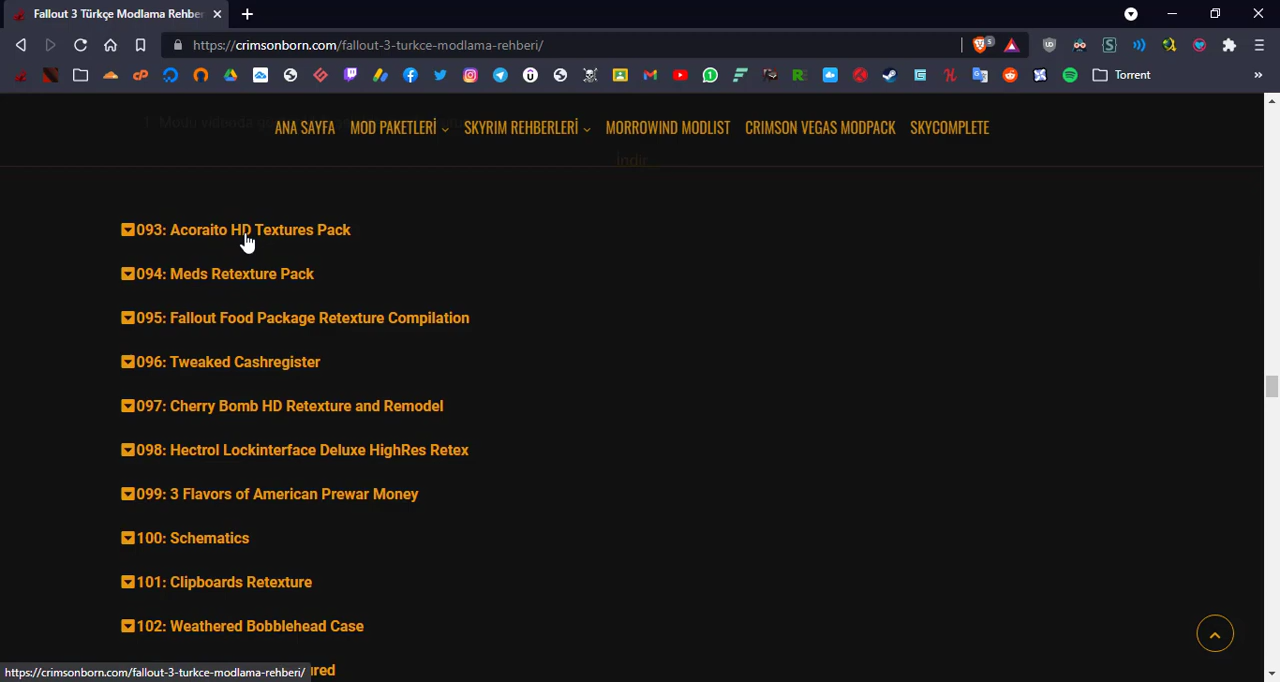 Fallout 3 Türkçe Modlama Rehber
https://crimsonborn.com/fallout-3-turkce-modlama-rehberi/
Torrent
ANA SAYFA MOD PAKETLERİ SKYRIM REHBERLERİ MORROWIND MODLIST CRIMSON VEGAS MODPACK SKYCOMPLETE
İndir
093: Acoraito HD Textures Pack
094: Meds Retexture Pack
095: Fallout Food Package Retexture Compilation
096: Tweaked Cashregister
097: Cherry Bomb HD Retexture and Remodel
098: Hectrol Lockinterface Deluxe HighRes Retex
099: 3 Flavors of American Prewar Money
100: Schematics
101: Clipboards Retexture
102: Weathered Bobblehead Case
ured
https://crimsonborn.com/fallout-3-turkce-modlama-rehberi/